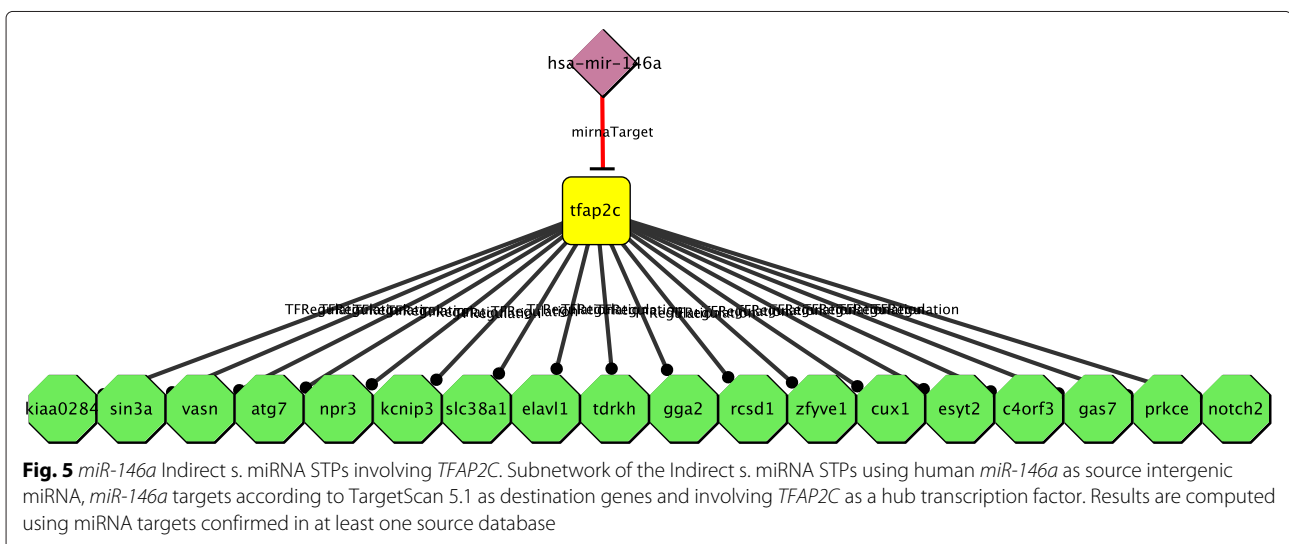 hsa-mir-146a
mirnaTarget
tfap2c
kiaa0284 sin3a vasn atg7 npr3 kcnip3 slc38a1 elavl1 tdrkh gga2 rcsd1 zfyve1 cux1 esyt2 c4orf3 gas7 prkce notch2
Fig. 5 miR-146a Indirect s. miRNA STPs involving TFAP2C. Subnetwork of the Indirect s. miRNA STPs using human miR-146a as source intergenic
miRNA, miR-146a targets according to TargetScan 5.1 as destination genes and involving TFAP2C as a hub transcription factor. Results are computed
using miRNA targets confirmed in at least one source database